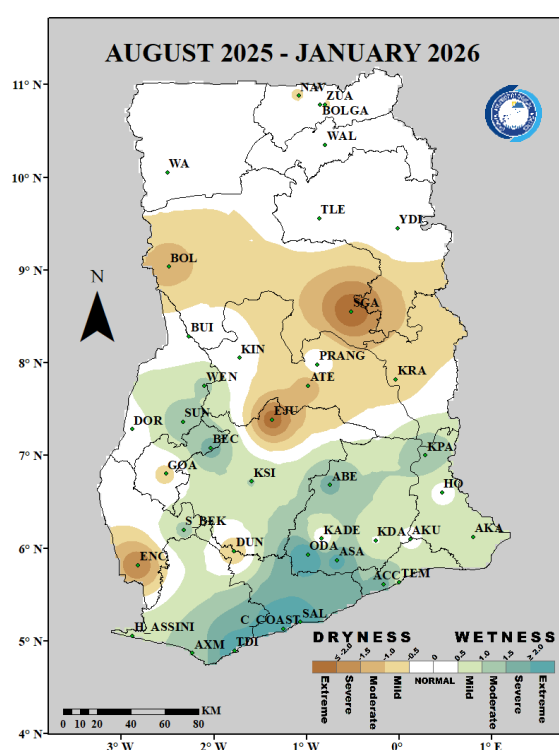 AUGUST 2025 - JANUARY 2026
11° N
NAV
ZUA
BOLGA
WAL
WA
10° N
TLE
YDI
9° N
BOL
N
SGA
BUI
KIN
PRANG
8° N
WEN
ATE
KRA
SUN
EJU
DOR
BEC
KPA
7° N
GOA
KSI
ABE
HO
S_BEK
KADE
KDA
AKU
AKA
6° N
ENC
DUN
ODA
ASA
ACC
TEM
H_ASSINI
C_COAST
SAL
5° N
AXM
TDI
DRYNESS
WETNESS
≤ -2.0
-1.5
-1.0
-0.5
0
0.5
1.0
1.5
≥ 2.0
Extreme
Severe
Moderate
Mild
NORMAL
Mild
Moderate
Severe
Extreme
KM
0 10 20
40
60
80
4° N
3° W
2° W
1° W
0°
1° E